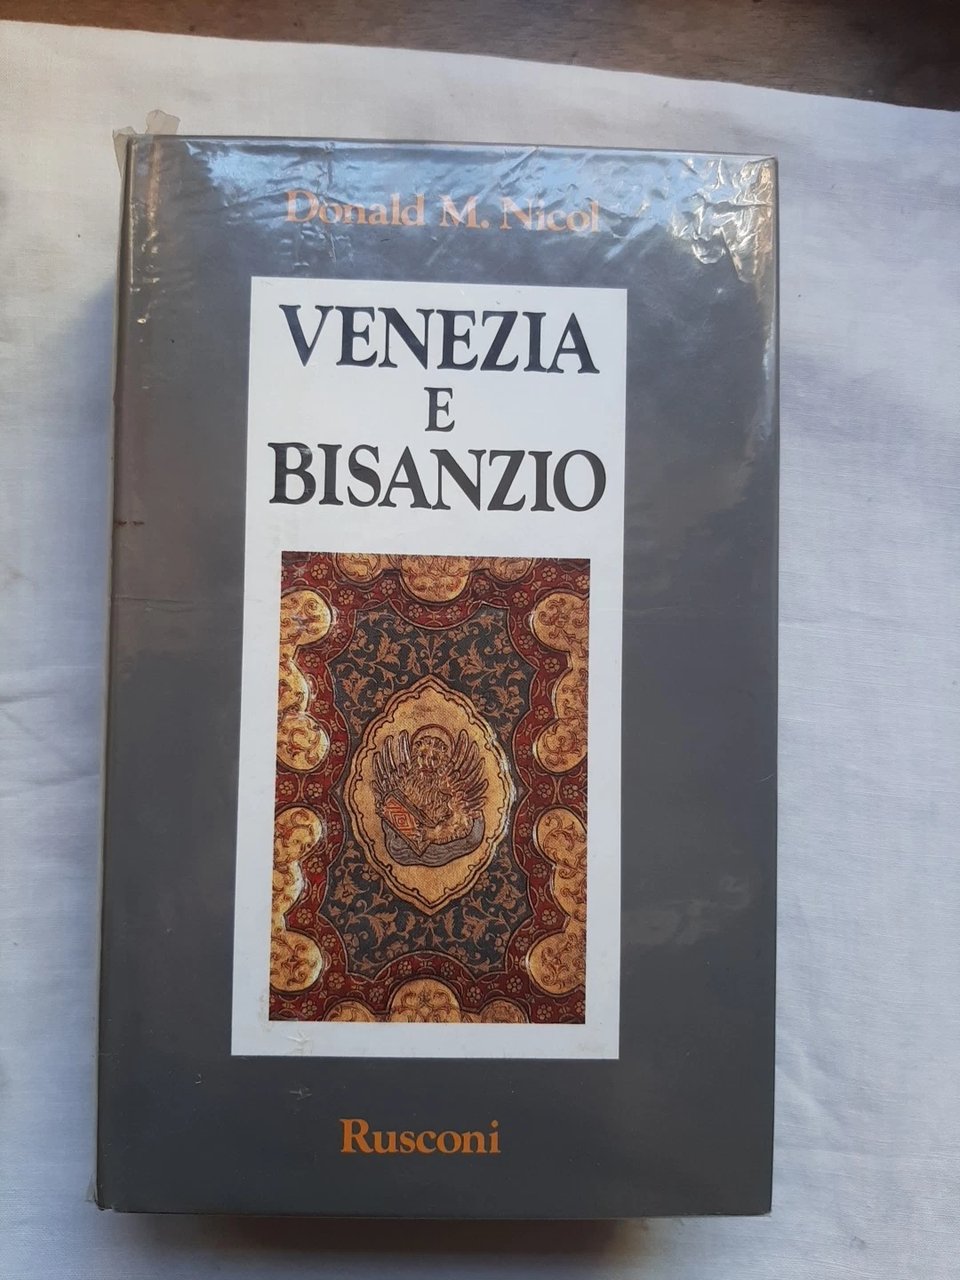 Donald M. Nicol
VENEZIA
E
BISANZIO
Rusconi